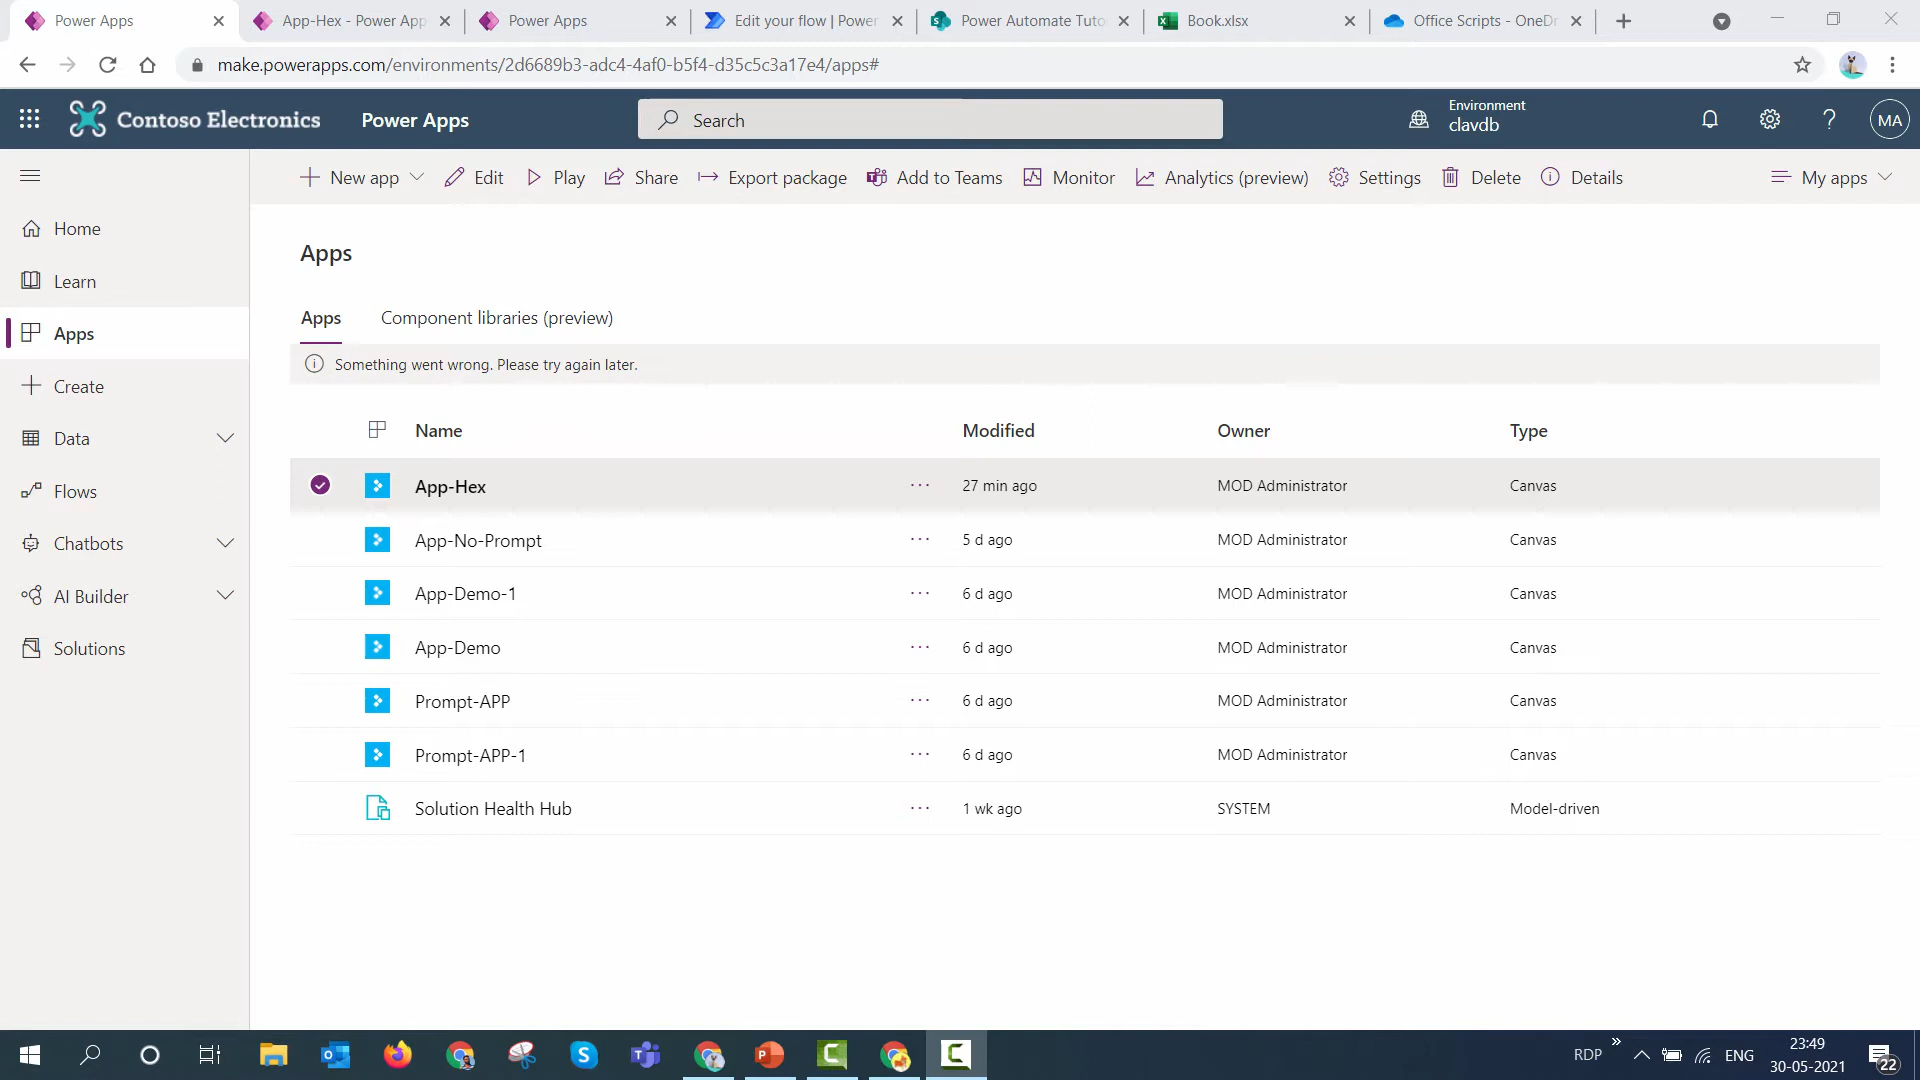 Power Apps
App-Hex - Power App
Power Apps
Edit your flow | Power
Power Automate Tuto
Book.xlsx
Office Scripts - OneDr
make.powerapps.com/environments/2d6689b3-adc4-4af0-b5f4-d35c5c3a17e4/apps#
Contoso Electronics
Power Apps
Search
Environment
clavdb
MA
New app
Edit
Play
Share
Export package
Add to Teams
Monitor
Analytics (preview)
Settings
Delete
Details
My apps
Home
Learn
Apps
Create
Data
Flows
Chatbots
AI Builder
Solutions
Apps
Apps Component libraries (preview)
Something went wrong. Please try again later.
Name Modified Owner Type
App-Hex ··· 27 min ago MOD Administrator Canvas
App-No-Prompt ··· 5 d ago MOD Administrator Canvas
App-Demo-1 ··· 6 d ago MOD Administrator Canvas
App-Demo ··· 6 d ago MOD Administrator Canvas
Prompt-APP ··· 6 d ago MOD Administrator Canvas
Prompt-APP-1 ··· 6 d ago MOD Administrator Canvas
Solution Health Hub ··· 1 wk ago SYSTEM Model-driven
RDP
ENG
23:49
30-05-2021
22